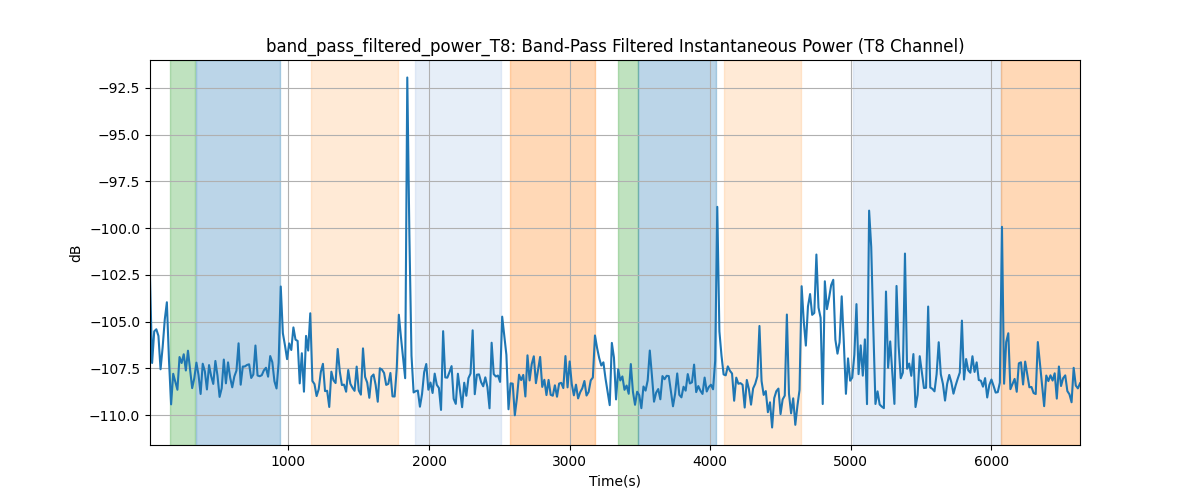 band_pass_filtered_power_T8: Band-Pass Filtered Instantaneous Power (T8 Channel)
−92.5
−95.0
−97.5
−100.0
−102.5
−105.0
−107.5
−110.0
dB
1000 2000 3000 4000 5000 6000
Time(s)